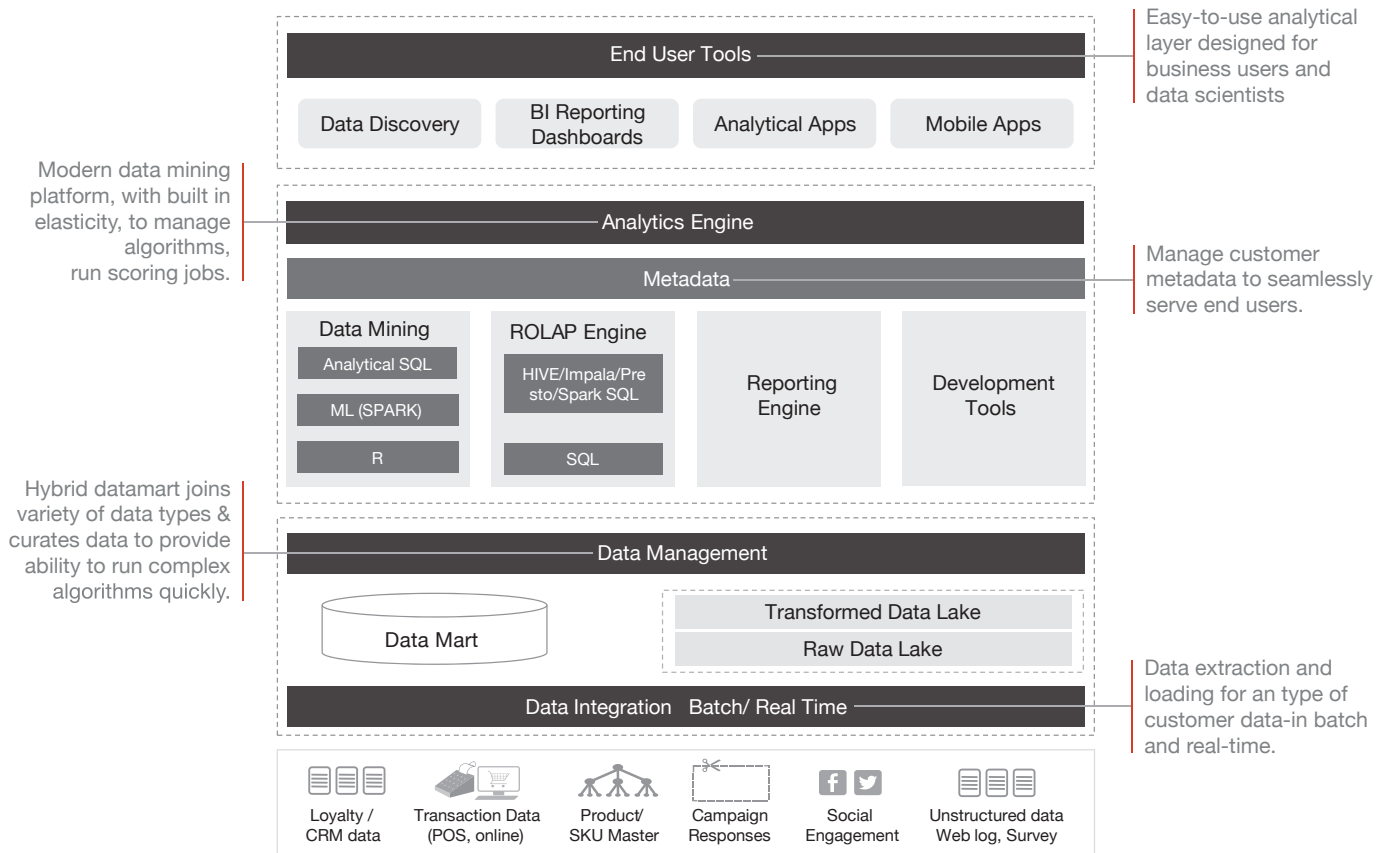 End User Tools
Easy-to-use analytical
layer designed for
business users and
data scientists
Data Discovery
BI Reporting
Dashboards
Analytical Apps
Mobile Apps
Modern data mining
platform, with built in
elasticity, to manage
algorithms,
run scoring jobs.
Analytics Engine
Metadata
Manage customer
metadata to seamlessly
serve end users.
Data Mining
Analytical SQL
ML (SPARK)
R
ROLAP Engine
HIVE/Impala/Pre
sto/Spark SQL
SQL
Reporting
Engine
Development
Tools
Hybrid datamart joins
variety of data types &
curates data to provide
ability to run complex
algorithms quickly.
Data Management
Data Mart
Transformed Data Lake
Raw Data Lake
Data Integration Batch/ Real Time
Data extraction and
loading for an type of
customer data-in batch
and real-time.
Loyalty /
CRM data
Transaction Data
(POS, online)
Product/
SKU Master
Campaign
Responses
Social
Engagement
Unstructured data
Web log, Survey